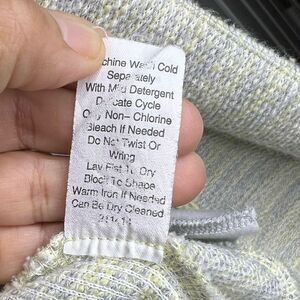 chine Wash Cold
Separately
With Mild Detergent
Delicate Cycle
Only Non-Chlorine
Bleach If Needed
Do Not Twist Or
Wring
Lay Flat To Dry
Block To Shape
Warm Iron If Needed
Can Be Dry Cleaned